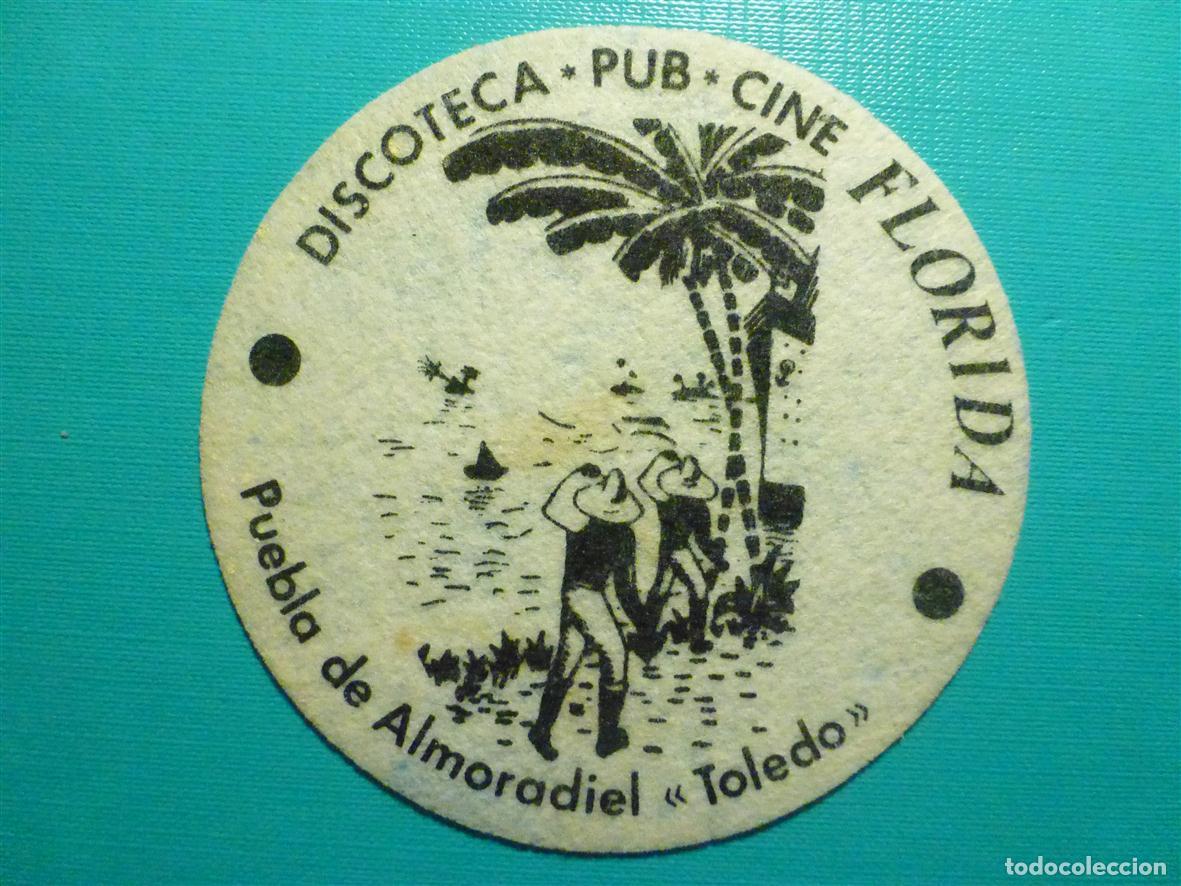 DISCOTECA * PUB * CINE FLORIDA
Puebla de Almoradiel « Toledo »
todocoleccion